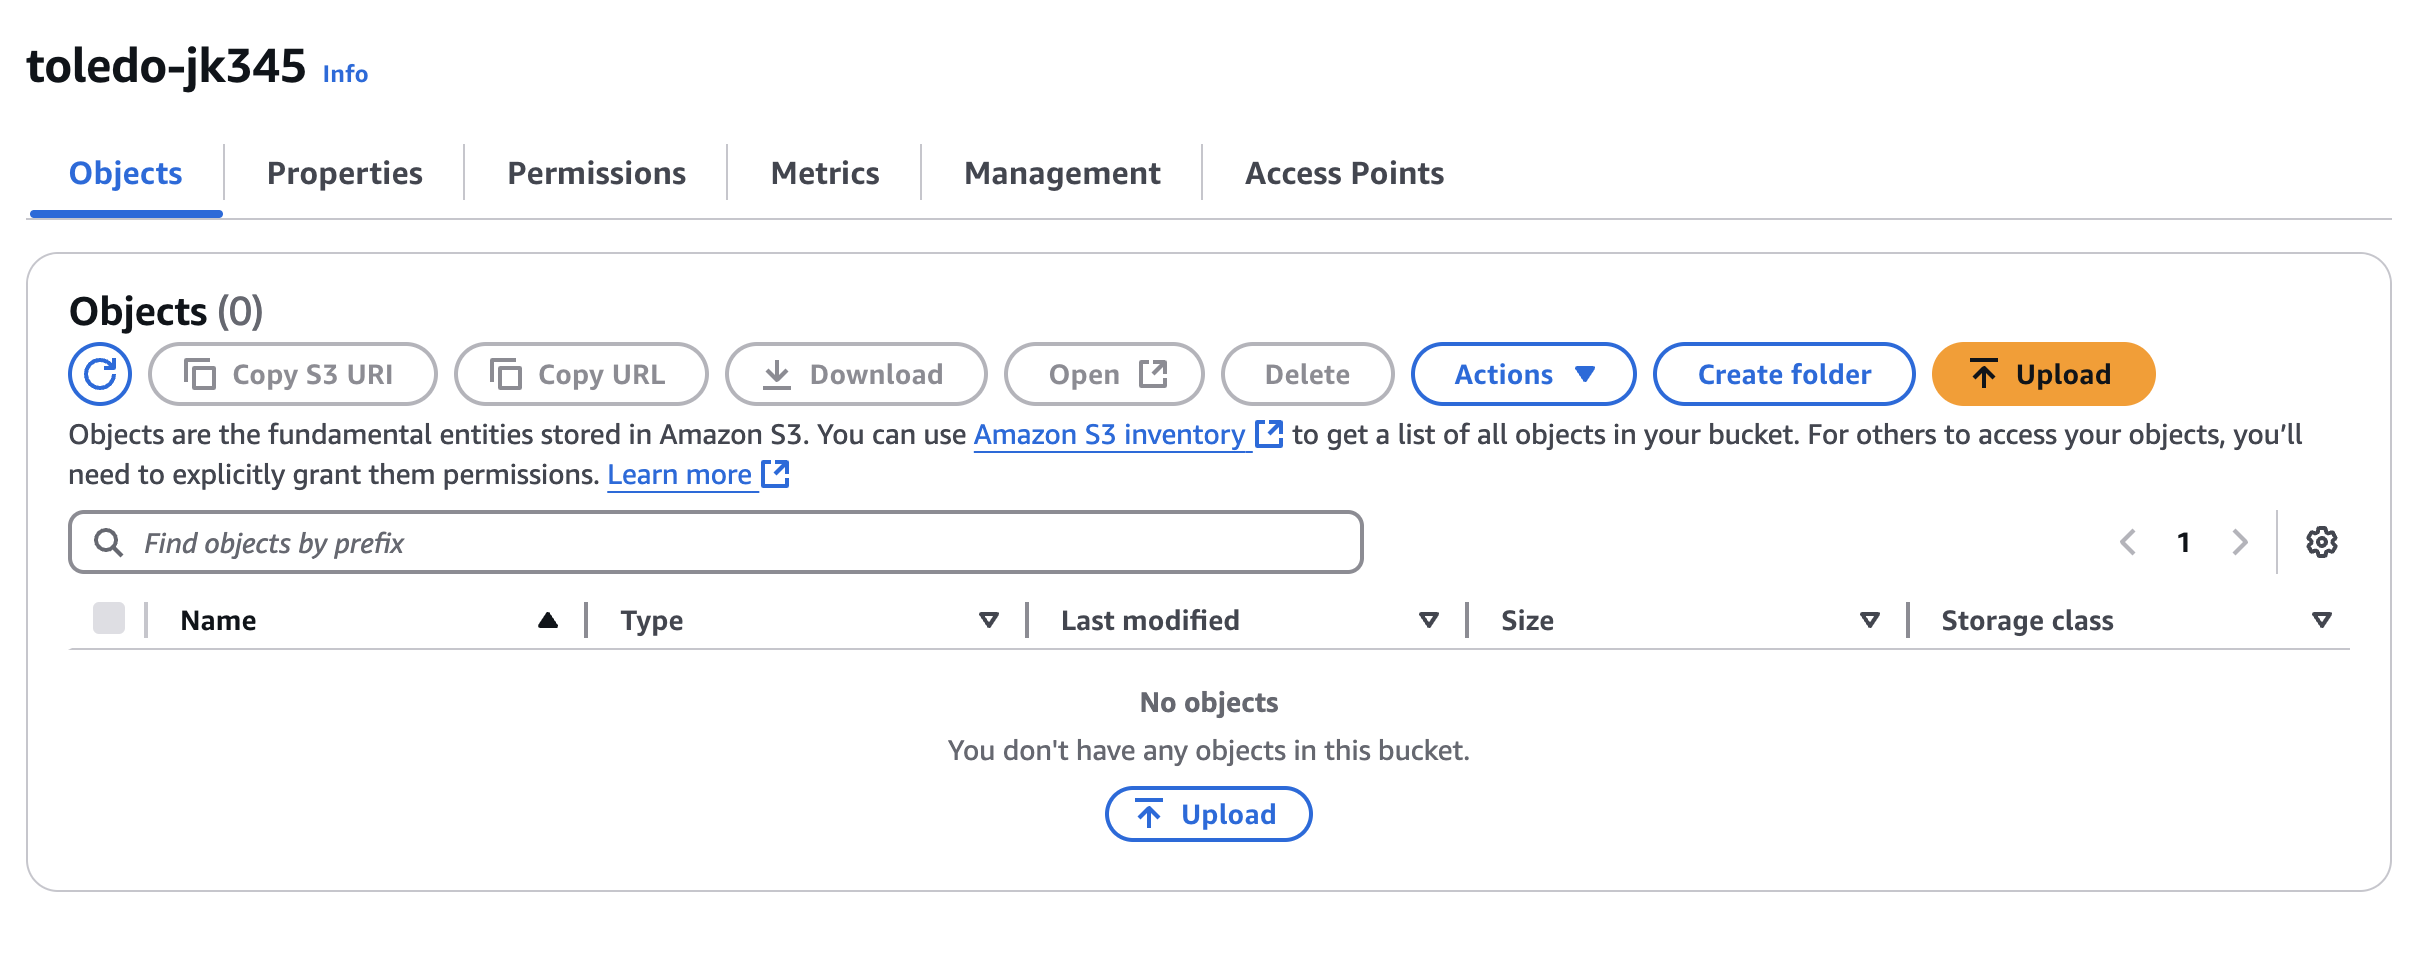 toledo-jk345 Info
Objects Properties Permissions Metrics Management Access Points
Objects (0)
Copy S3 URI Copy URL Download Open Delete Actions Create folder Upload
Objects are the fundamental entities stored in Amazon S3. You can use Amazon S3 inventory to get a list of all objects in your bucket. For others to access your objects, you’ll
need to explicitly grant them permissions. Learn more
Find objects by prefix 1
Name Type Last modified Size Storage class
No objects
You don't have any objects in this bucket.
Upload